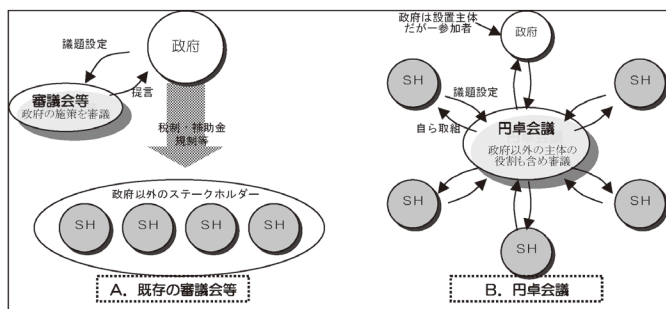 議題設定
政府
審議会等
政府の施策を審議
提言
税制・補助金
規制等
政府以外のステークホルダー
SH
SH
SH
SH
A. 既存の審議会等
政府は設置主体
だが一参加者
政府
SH
SH
議題設定
自ら取組
円卓会議
政府以外の主体の
役割も含め審議
SH
SH
SH
B. 円卓会議